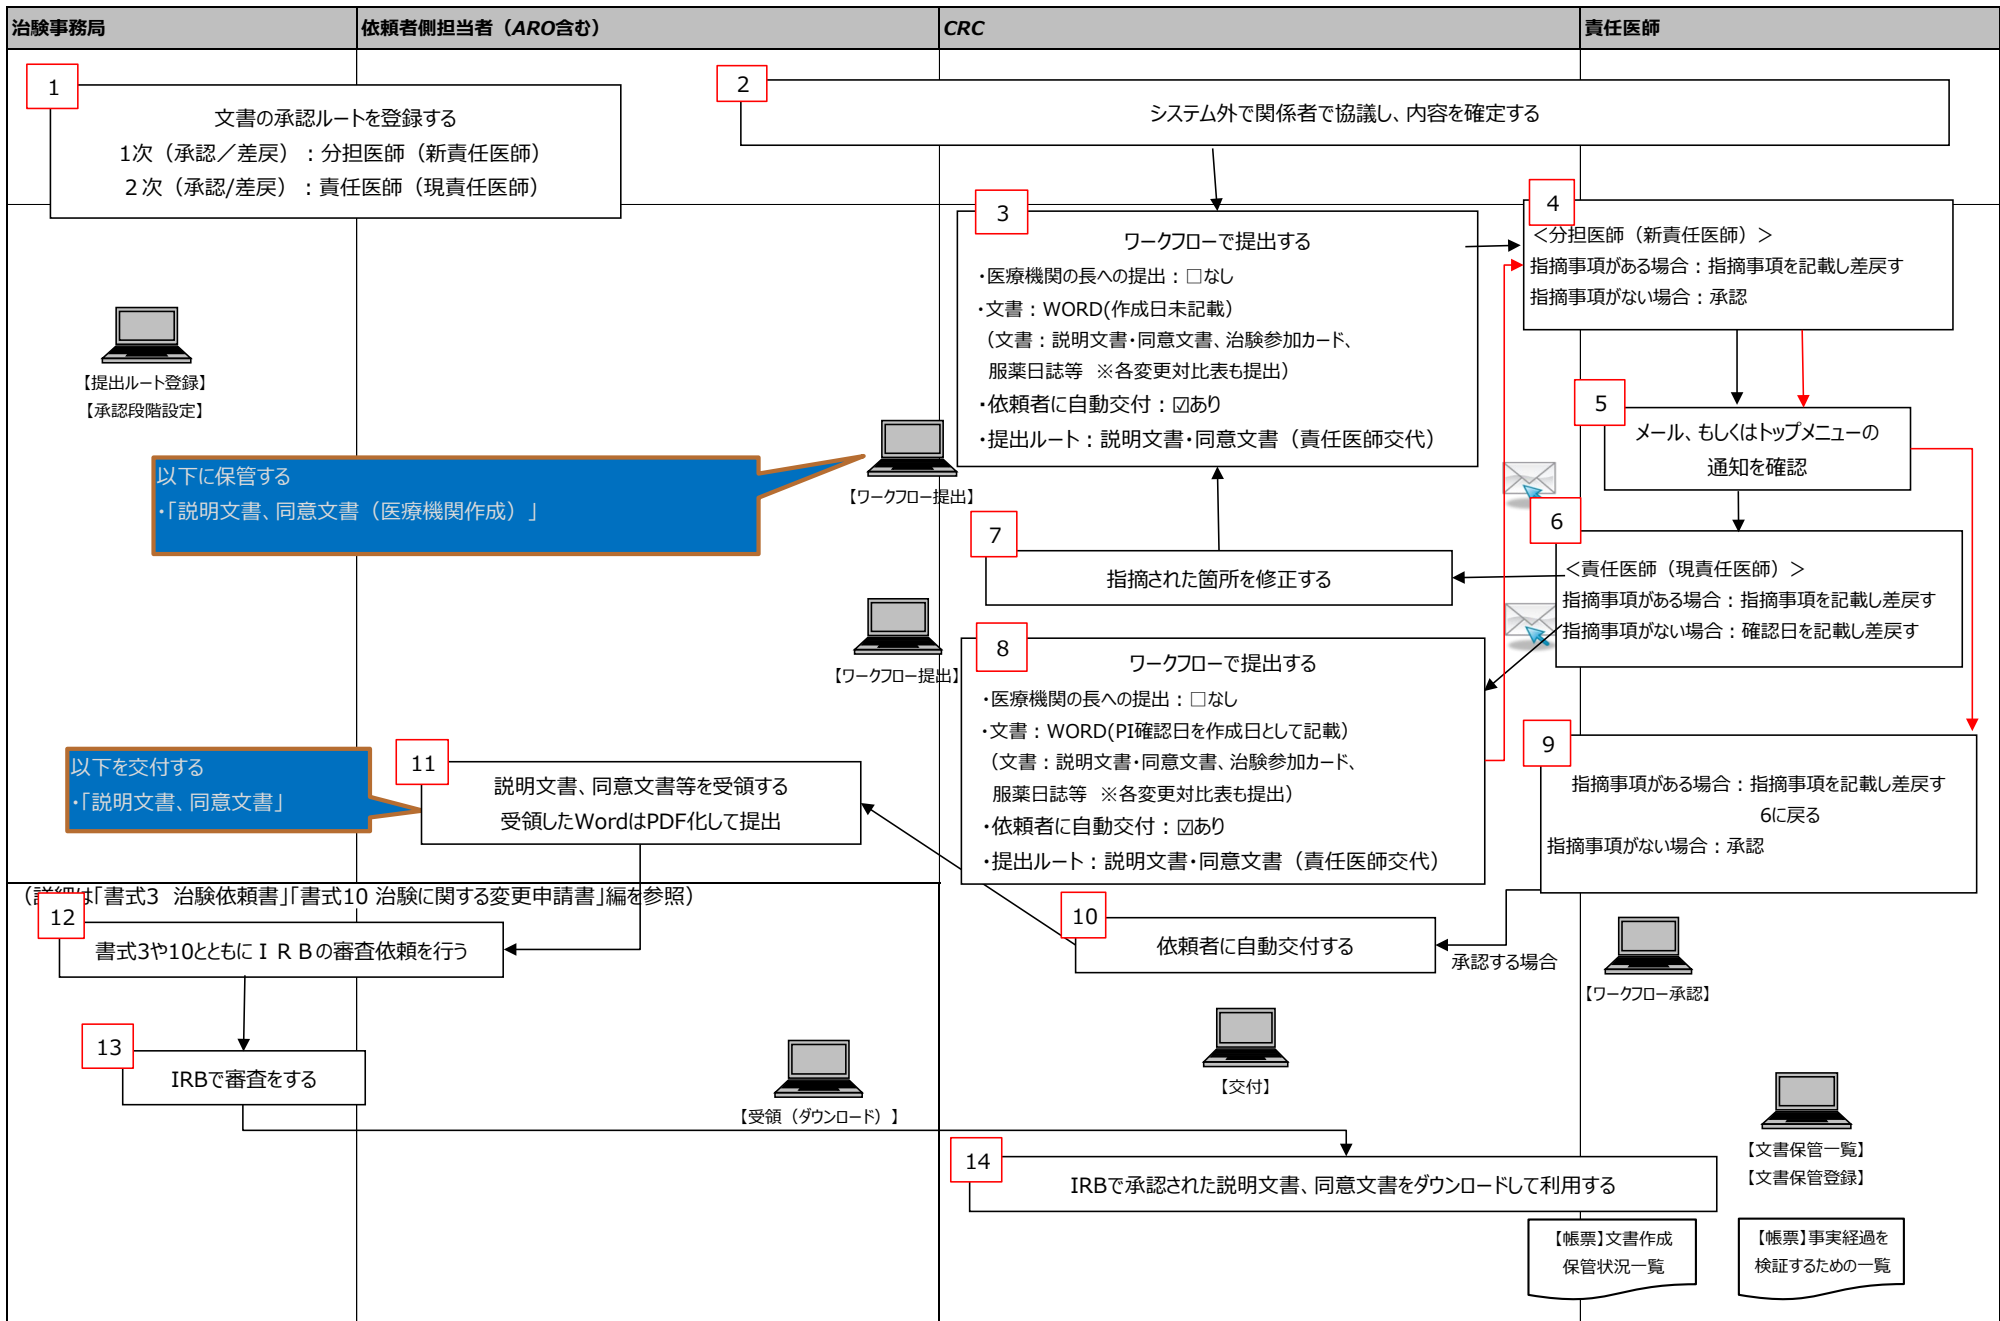 治験事務局
依頼者側担当者（ARO含む）
CRC
責任医師
1
文書の承認ルートを登録する
1次（承認／差戻）：分担医師（新責任医師）
２次（承認/差戻）：責任医師（現責任医師）
2
システム外で関係者で協議し、内容を確定する
3
ワークフローで提出する
・医療機関の長への提出：□なし
・文書：WORD(作成日未記載）
（文書：説明文書・同意文書、治験参加カード、
服薬日誌等　※各変更対比表も提出）
・依頼者に自動交付：☑あり
・提出ルート：説明文書・同意文書（責任医師交代）
4
＜分担医師（新責任医師）＞
指摘事項がある場合：指摘事項を記載し差戻す
指摘事項がない場合：承認
【提出ルート登録】
【承認段階設定】
5
メール、もしくはトップメニューの
通知を確認
以下に保管する
・「説明文書、同意文書（医療機関作成）」
【ワークフロー提出】
6
＜責任医師（現責任医師）＞
指摘事項がある場合：指摘事項を記載し差戻す
指摘事項がない場合：確認日を記載し差戻す
7
指摘された箇所を修正する
【ワークフロー提出】
8
ワークフローで提出する
・医療機関の長への提出：□なし
・文書：WORD(PI確認日を作成日として記載）
（文書：説明文書・同意文書、治験参加カード、
服薬日誌等　※各変更対比表も提出）
・依頼者に自動交付：☑あり
・提出ルート：説明文書・同意文書（責任医師交代）
9
指摘事項がある場合：指摘事項を記載し差戻す
6に戻る
指摘事項がない場合：承認
以下を交付する
・「説明文書、同意文書」
11
説明文書、同意文書等を受領する
受領したWordはPDF化して提出
（詳細は「書式3　治験依頼書」「書式10 治験に関する変更申請書」編を参照）
10
依頼者に自動交付する
承認する場合
12
書式3や10とともにＩＲＢの審査依頼を行う
【ワークフロー承認】
13
IRBで審査をする
【受領（ダウンロード）】
【交付】
【文書保管一覧】
【文書保管登録】
14
IRBで承認された説明文書、同意文書をダウンロードして利用する
【帳票】文書作成
保管状況一覧
【帳票】事実経過を
検証するための一覧